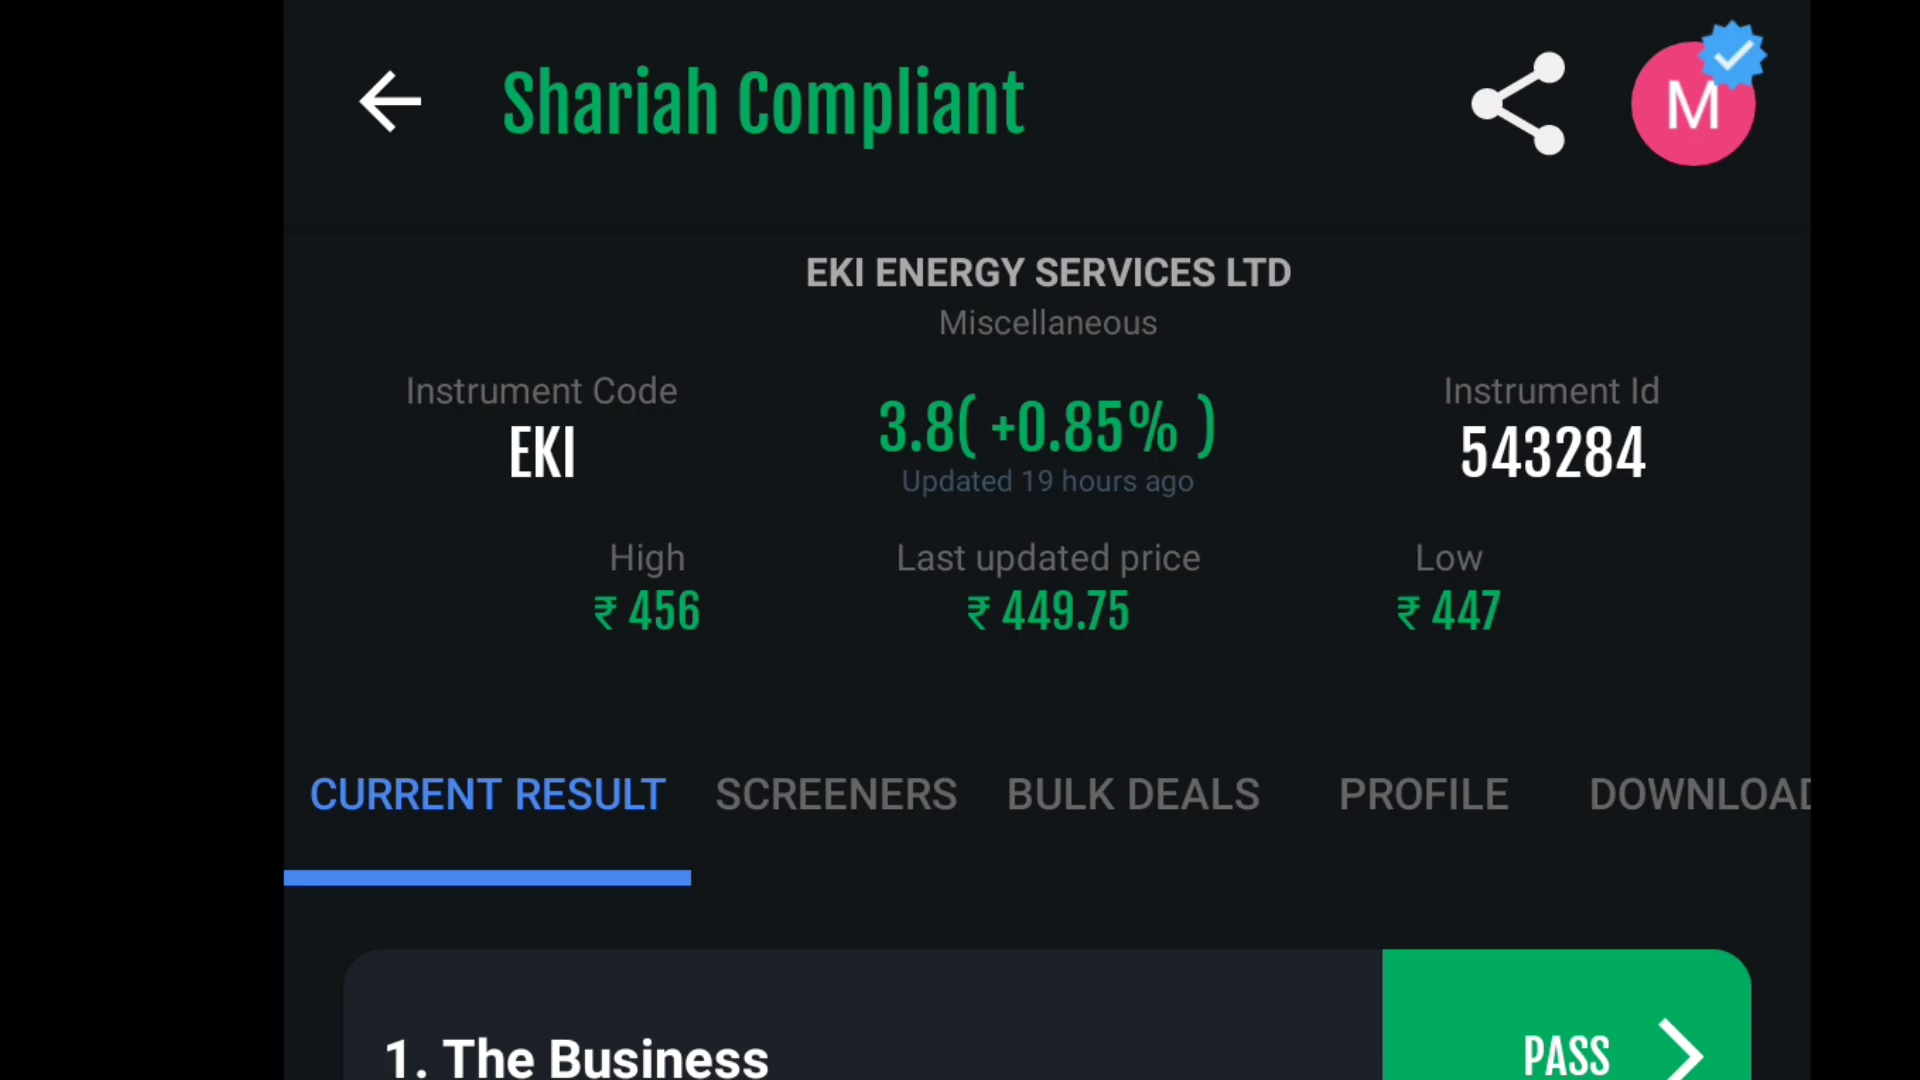 Shariah Compliant
M
EKI ENERGY SERVICES LTD
Miscellaneous
Instrument Code
EKI
3.8( +0.85% )
Updated 19 hours ago
Instrument Id
543284
High
₹ 456
Last updated price
₹ 449.75
Low
₹ 447
CURRENT RESULT SCREENERS BULK DEALS PROFILE DOWNLOAD
1. The Business
PASS